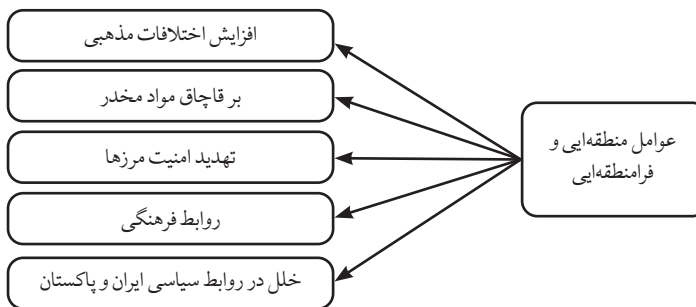 افزایش اختلافات مذهبی
بر قاچاق مواد مخدر
عوامل منطقه‌ایی و
فرامنطقه‌ایی
تهدید امنیت مرزها
روابط فرهنگی
خلل در روابط سیاسی ایران و پاکستان